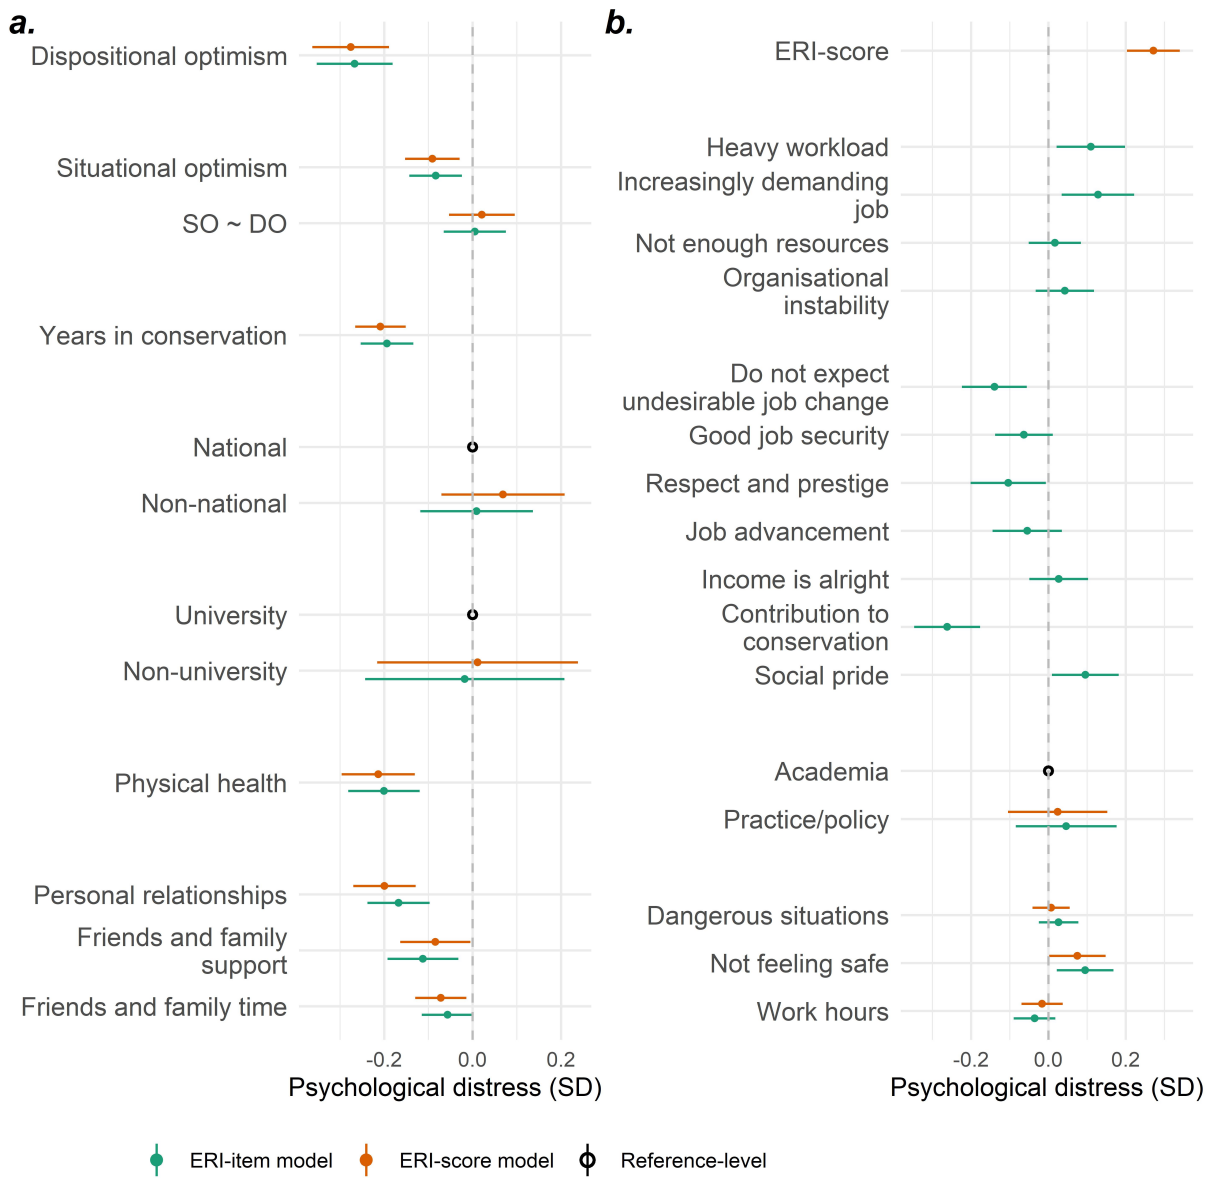 a.
Dispositional optimism
Situational optimism
SO ~ DO
Years in conservation
National
Non-national
University
Non-university
Physical health
Personal relationships
Friends and family
support
Friends and family time
-0.2 0.0 0.2
Psychological distress (SD)
b.
ERI-score
Heavy workload
Increasingly demanding
job
Not enough resources
Organisational
instability
Do not expect
undesirable job change
Good job security
Respect and prestige
Job advancement
Income is alright
Contribution to
conservation
Social pride
Academia
Practice/policy
Dangerous situations
Not feeling safe
Work hours
-0.2 0.0 0.2
Psychological distress (SD)
ERI-item model ERI-score model Reference-level